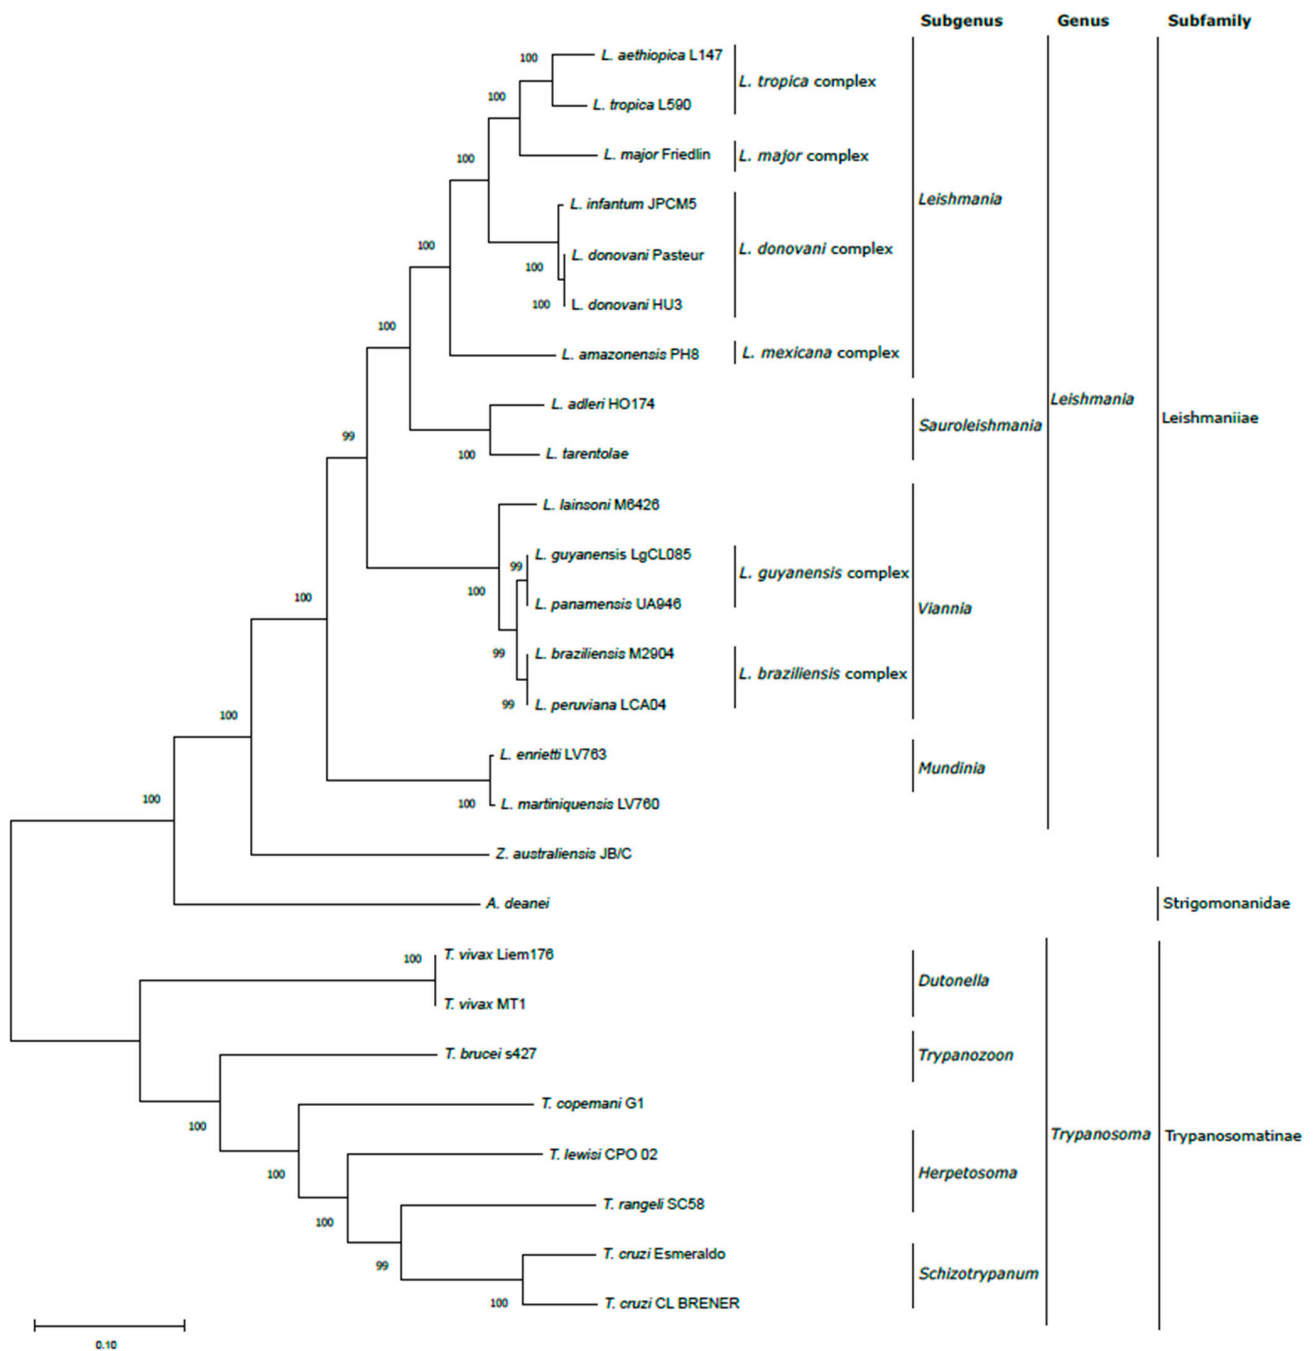 Subgenus Genus Subfamily
100 L. aethiopica L147
L. tropica complex
100 L. tropica L590
100 L. major Friedlin L. major complex
Leishmania
100 L. infantum JPCM5
L. donovani Pasteur L. donovani complex
100
100 L. donovani HU3
100 L. amazonensis PH8 L. mexicana complex
L. adleri HO174 Leishmania
Sauroleishmania Leishmaniiae
99
100 L. tarentolae
L. lainsoni M6426
99 L. guyanensis LgCL085
L. guyanensis complex
100
100 L. panamensis UA946 Viannia
99 L. braziliensis M2904
L. braziliensis complex
99 L. peruviana LCA04
100
L. enrietti LV763
Mundinia
100 100 L. martiniquensis LV760
Z. australiensis JB/C
A. deanei Strigomonanidae
100 T. vivax Liem176
Dutonella
T. vivax MT1
T. brucei s427 Trypanozoon
T. copemani G1
100 Trypanosoma Trypanosomatinae
T. lewisi CPO 02
100 Herpetosoma
T. rangeli SC58
100
T. cruzi Esmeraldo
99 Schizotrypanum
100 T. cruzi CL BRENER
0.10